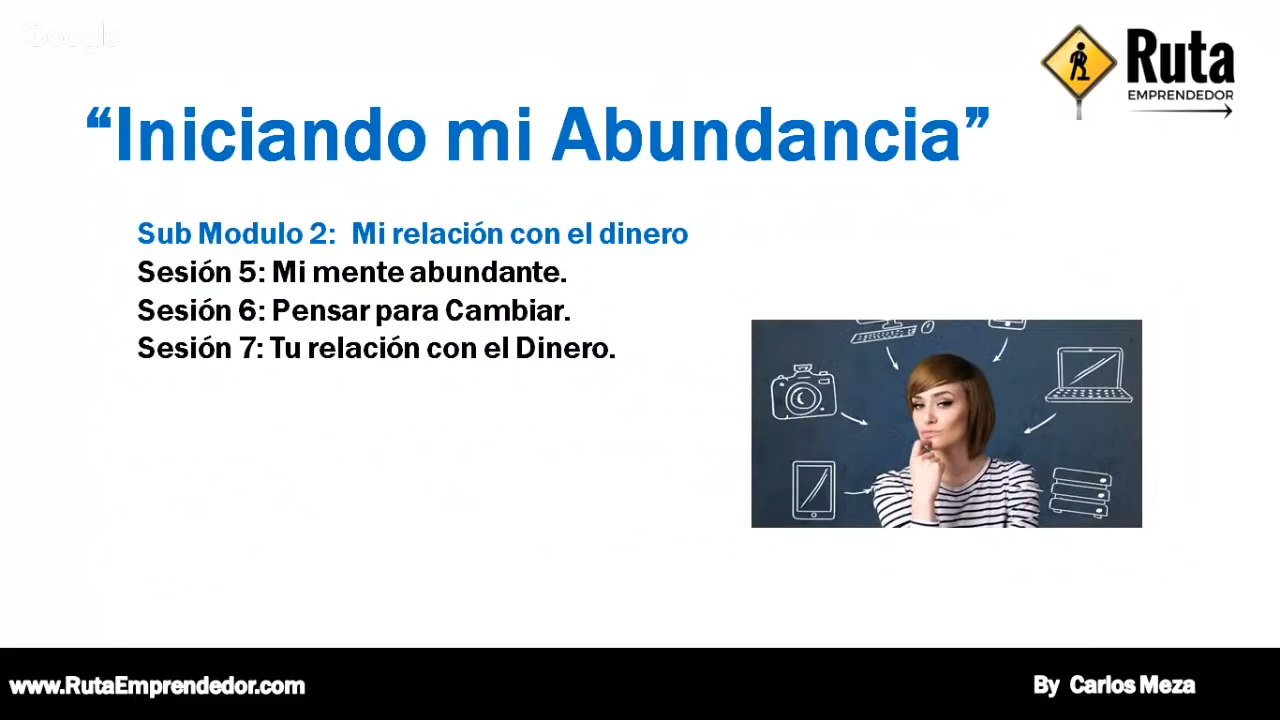 Google
Ruta
EMPRENDEDOR
“Iniciando mi Abundancia”
Sub Modulo 2: Mi relación con el dinero
Sesión 5: Mi mente abundante.
Sesión 6: Pensar para Cambiar.
Sesión 7: Tu relación con el Dinero.
www.RutaEmprendedor.com
By Carlos Meza